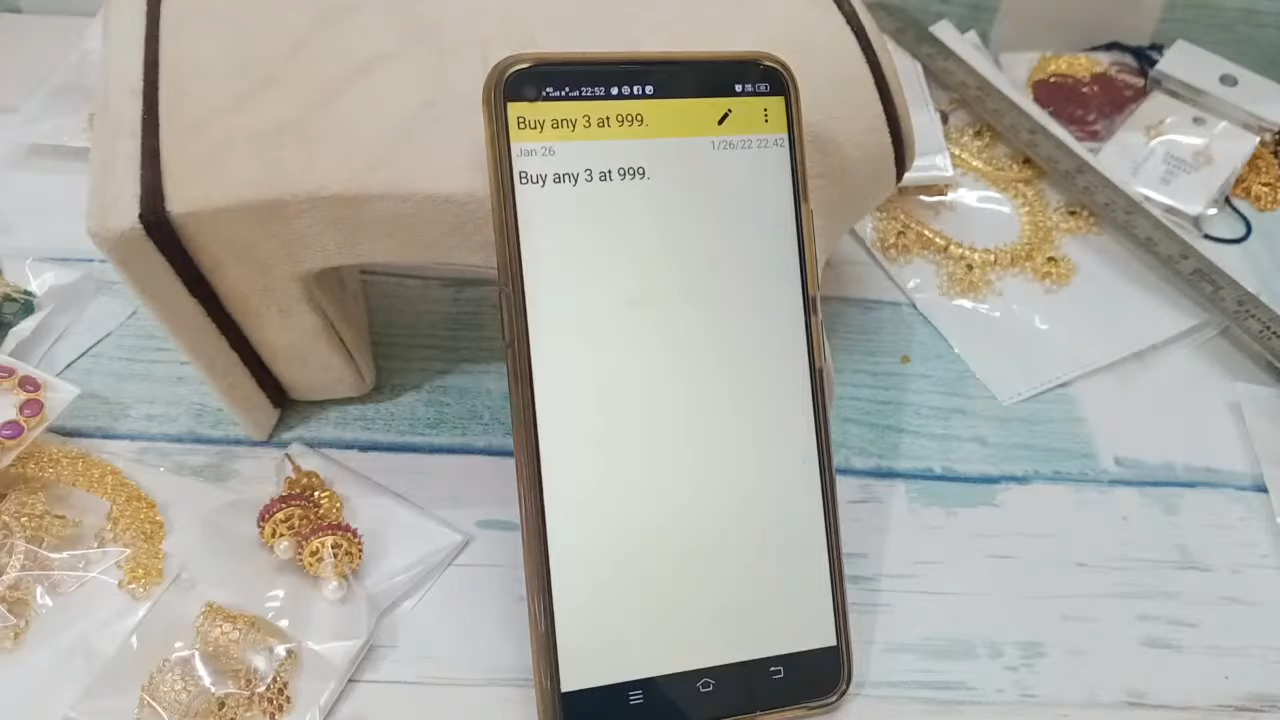 22:52
Buy any 3 at 999.
Jan 26
1/26/22 22:42
Buy any 3 at 999.